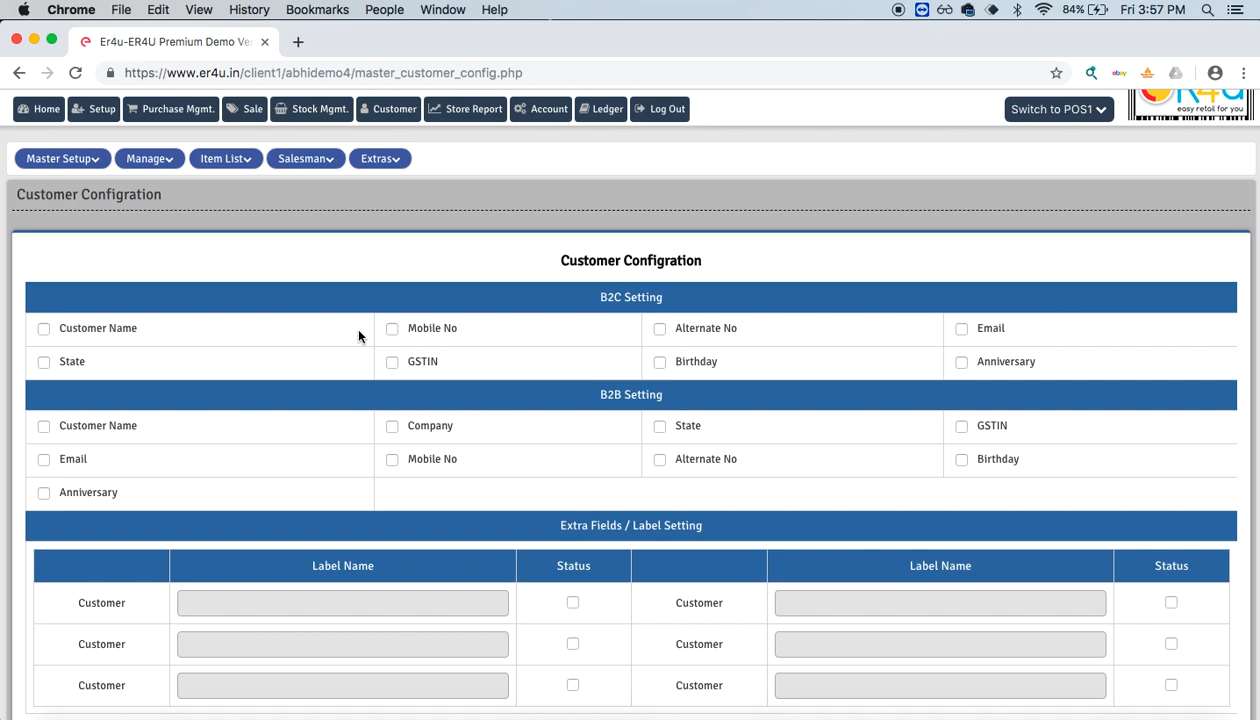 Chrome File Edit View History Bookmarks People Window Help 84% Fri 3:57 PM
Er4u-ER4U Premium Demo Ve
https://www.er4u.in/client1/abhidemo4/master_customer_config.php ebay
Home Setup Purchase Mgmt. Sale Stock Mgmt. Customer Store Report Account Ledger Log Out Switch to POS1
easy retail for you
Master Setup Manage Item List Salesman Extras
Customer Configration
Customer Configration
B2C Setting
Customer Name Mobile No Alternate No Email
State GSTIN Birthday Anniversary
B2B Setting
Customer Name Company State GSTIN
Email Mobile No Alternate No Birthday
Anniversary
Extra Fields / Label Setting
Label Name Status Label Name Status
Customer Customer
Customer Customer
Customer Customer